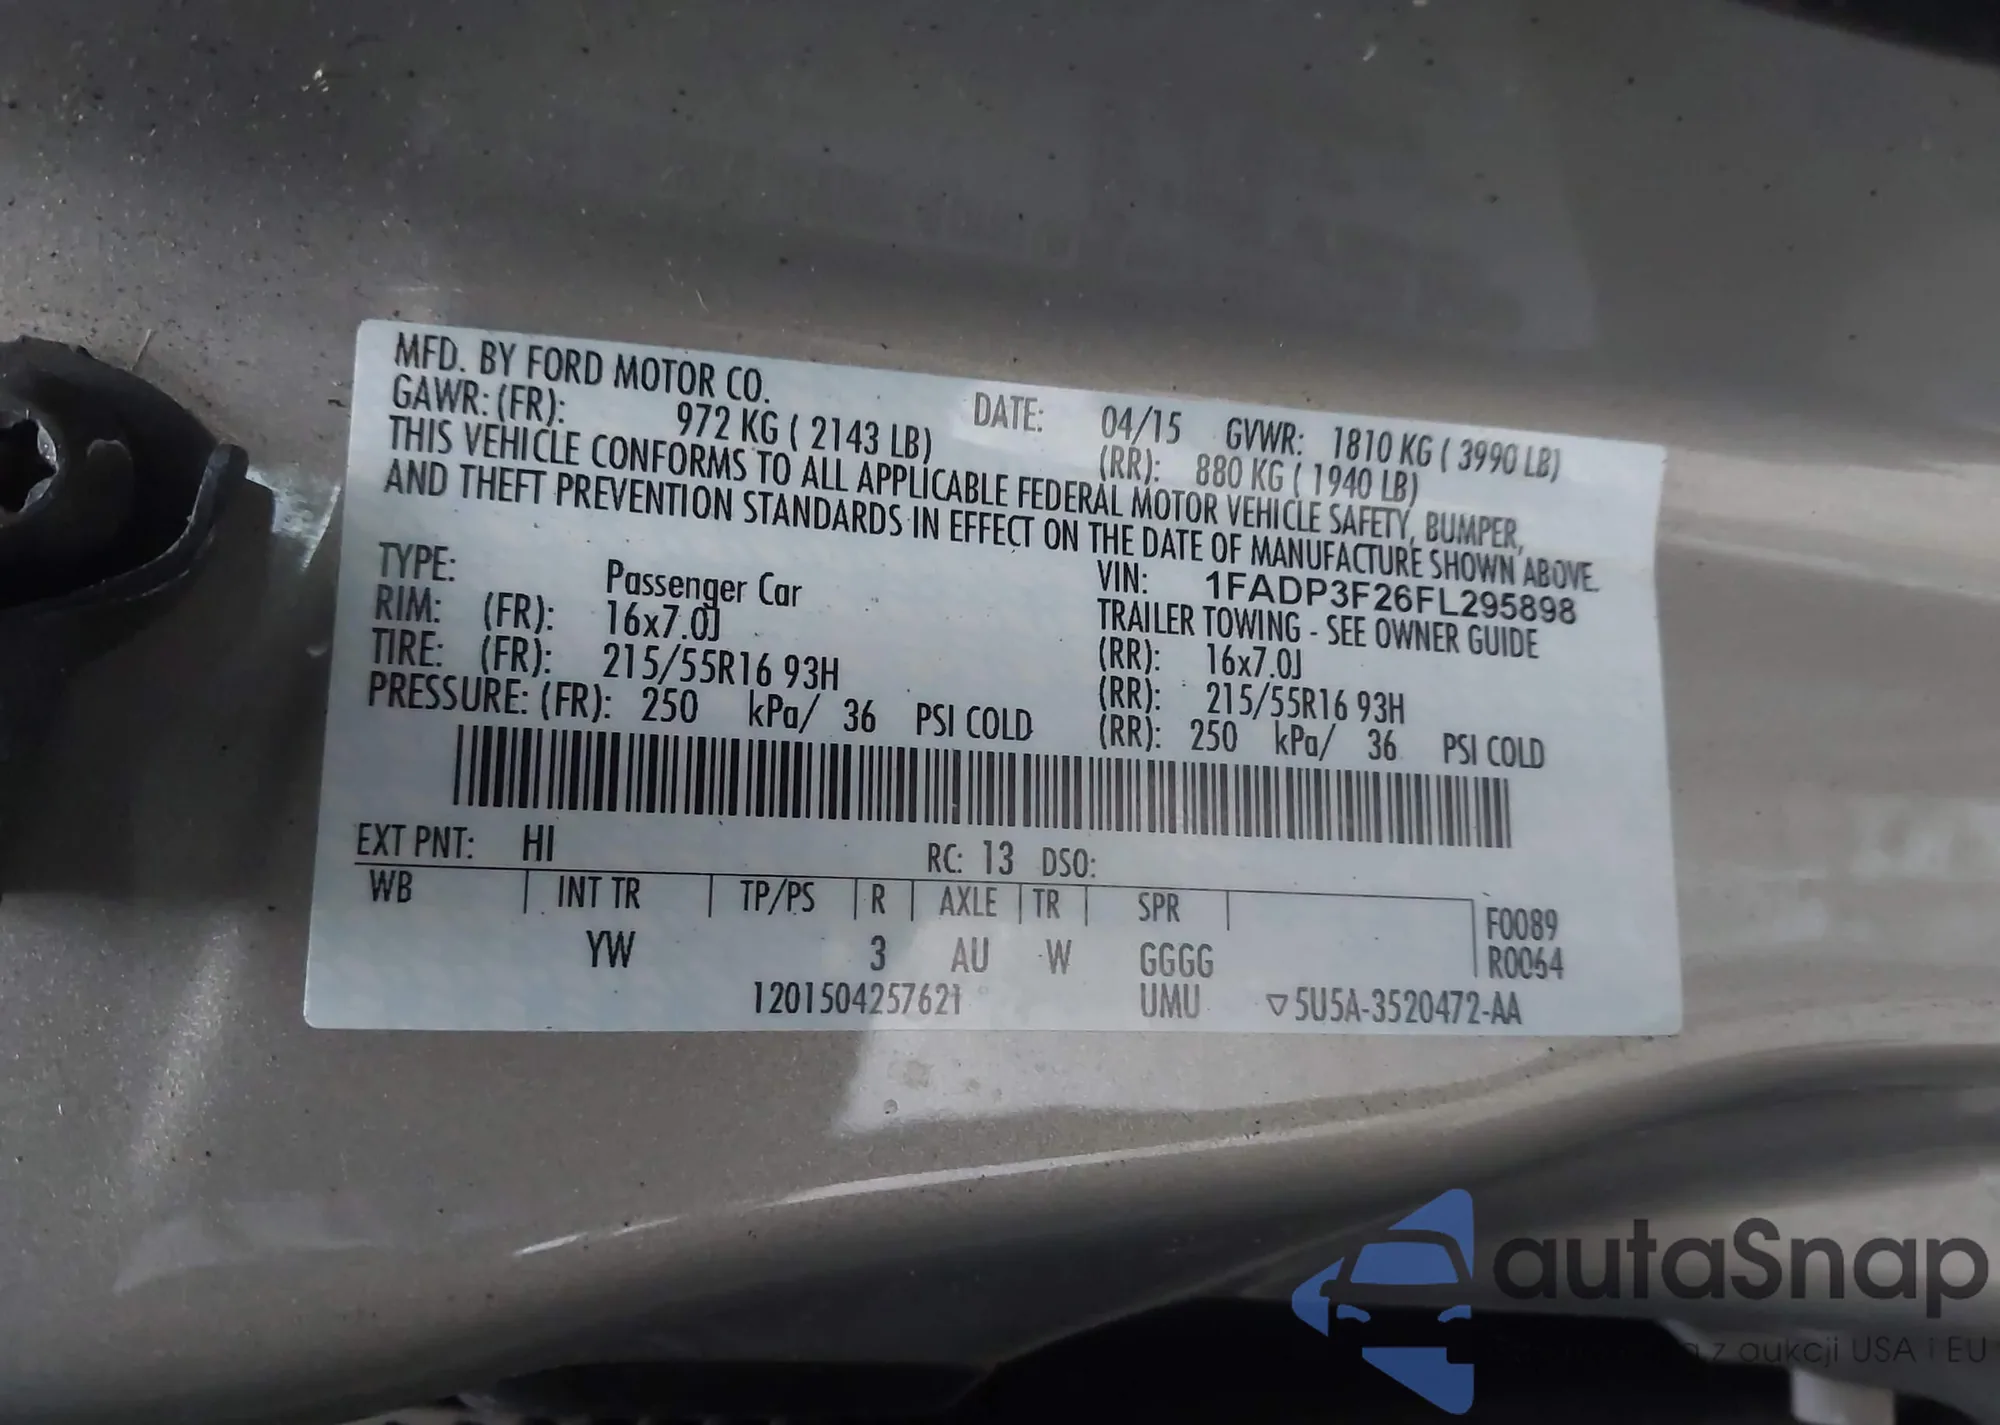 MFD. BY FORD MOTOR CO.
DATE: 04/15 GVWR: 1810 KG ( 3990 LB)
GAWR: (FR): 972 KG ( 2143 LB) (RR): 880 KG ( 1940 LB)
THIS VEHICLE CONFORMS TO ALL APPLICABLE FEDERAL MOTOR VEHICLE SAFETY, BUMPER,
AND THEFT PREVENTION STANDARDS IN EFFECT ON THE DATE OF MANUFACTURE SHOWN ABOVE.
VIN: 1FADP3F26FL295898
TYPE: Passenger Car TRAILER TOWING - SEE OWNER GUIDE
RIM: (FR): 16x7.0J (RR): 16x7.0J
TIRE: (FR): 215/55R16 93H (RR): 215/55R16 93H
PRESSURE: (FR): 250 kPa/ 36 PSI COLD (RR): 250 kPa/ 36 PSI COLD
EXT PNT: HI RC: 13 DSO:
WB INT TR TP/PS R AXLE TR SPR F0089
YW 3 AU W GGGG R0064
1201504257621 UMU ▽5U5A-3520472-AA
autaSnap
z aukcji USA i EU